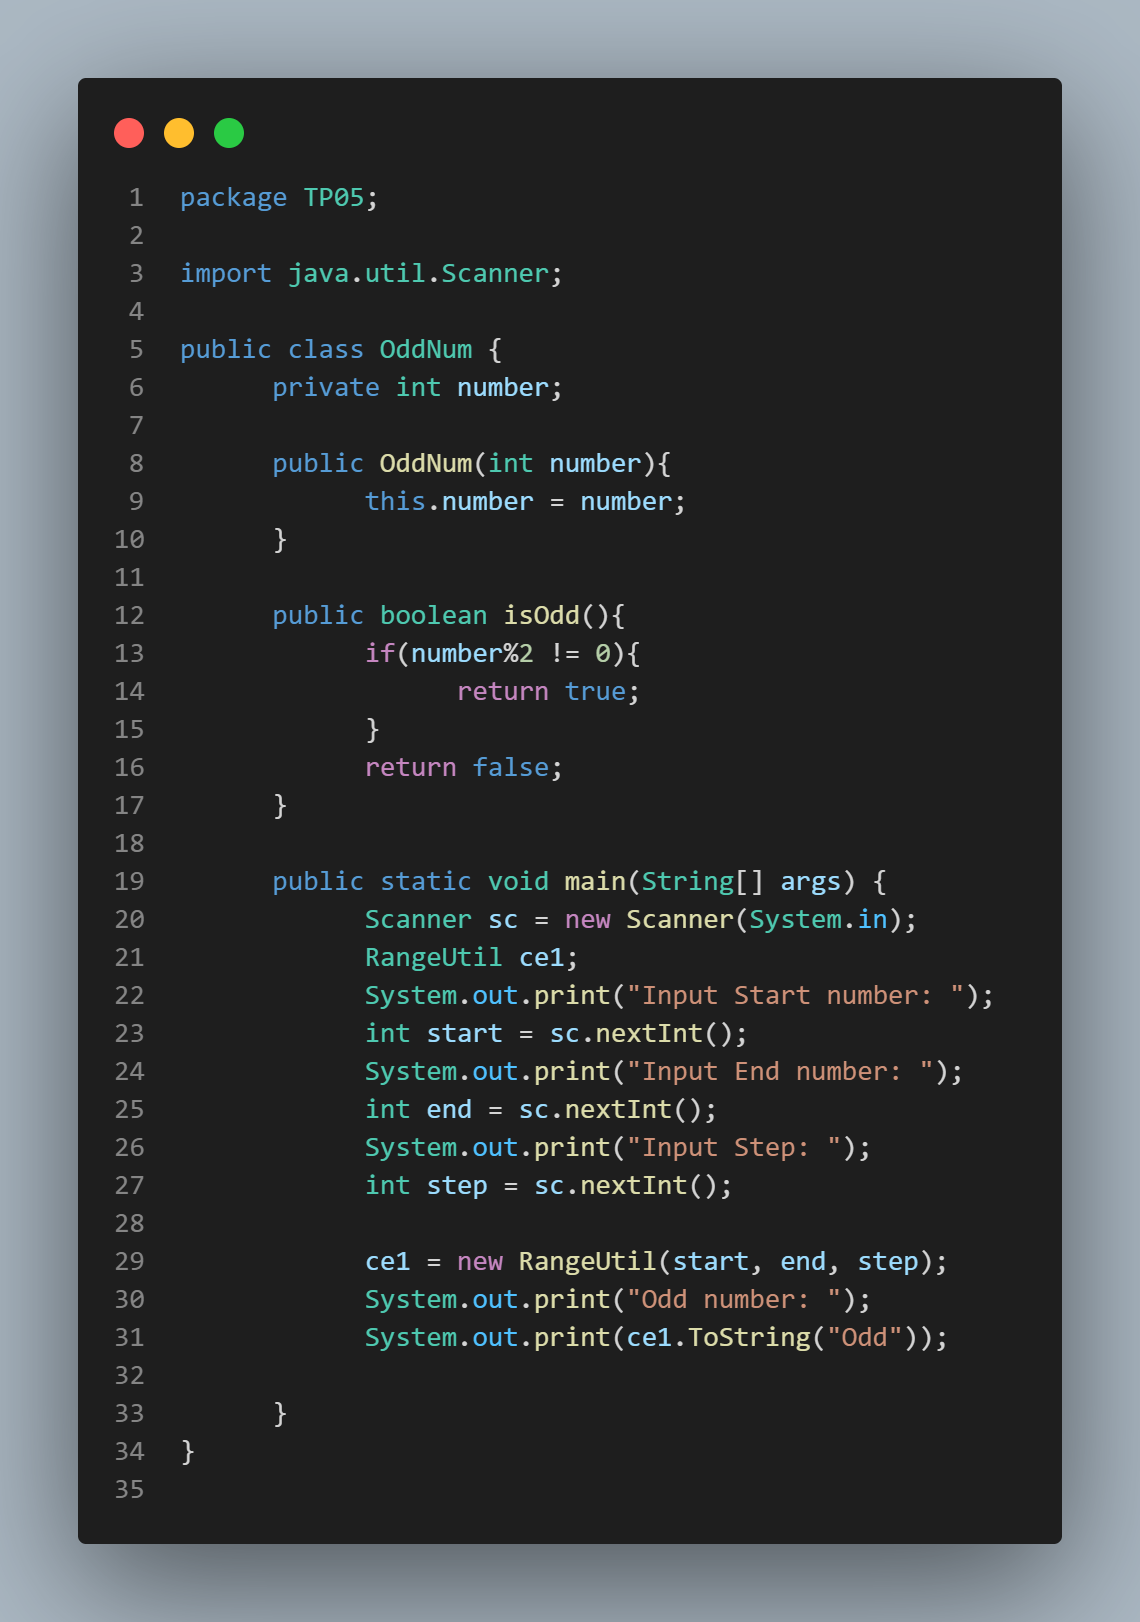 1 package TP05;
2
3 import java.util.Scanner;
4
5 public class OddNum {
6 private int number;
7
8 public OddNum(int number){
9 this.number = number;
10 }
11
12 public boolean isOdd(){
13 if(number%2 != 0){
14 return true;
15 }
16 return false;
17 }
18
19 public static void main(String[] args) {
20 Scanner sc = new Scanner(System.in);
21 RangeUtil ce1;
22 System.out.print("Input Start number: ");
23 int start = sc.nextInt();
24 System.out.print("Input End number: ");
25 int end = sc.nextInt();
26 System.out.print("Input Step: ");
27 int step = sc.nextInt();
28
29 ce1 = new RangeUtil(start, end, step);
30 System.out.print("Odd number: ");
31 System.out.print(ce1.ToString("Odd"));
32
33 }
34 }
35